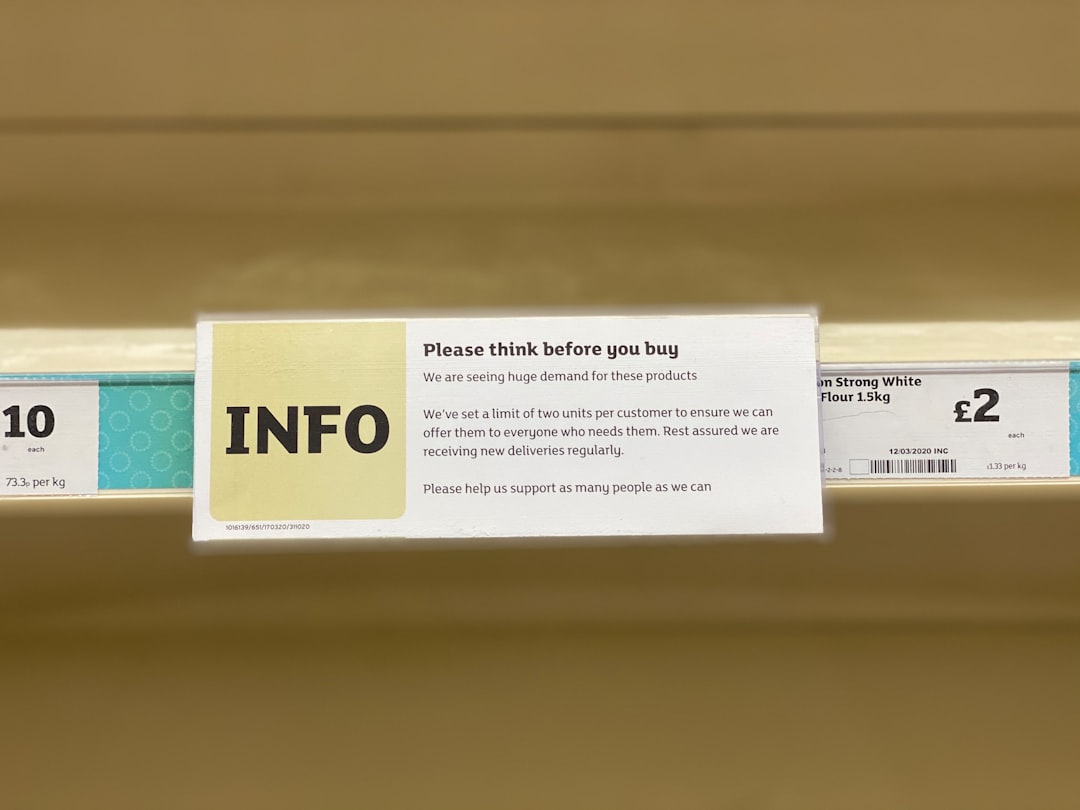 10
each
73.3p per kg
INFO
1016139/651/170320/311020
Please think before you buy
We are seeing huge demand for these products
We've set a limit of two units per customer to ensure we can
offer them to everyone who needs them. Rest assured we are
receiving new deliveries regularly.
Please help us support as many people as we can
Strong White
Flour 1.5kg
£2
each
12/03/2020 INC
-2-2-8
£1.33 per kg